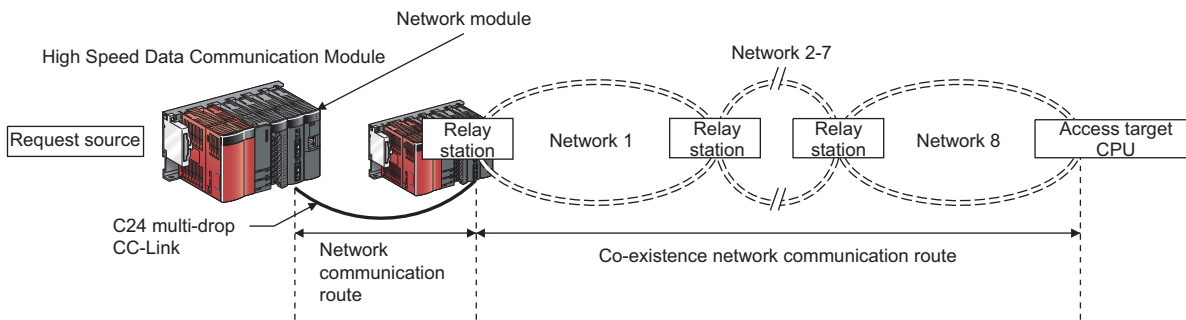 Network module
High Speed Data Communication Module
Network 2-7
Request source
Relay
station
Network 1
Relay
station
Relay
station
Network 8
Access target
CPU
C24 multi-drop
CC-Link
Network
communication
route
Co-existence network communication route